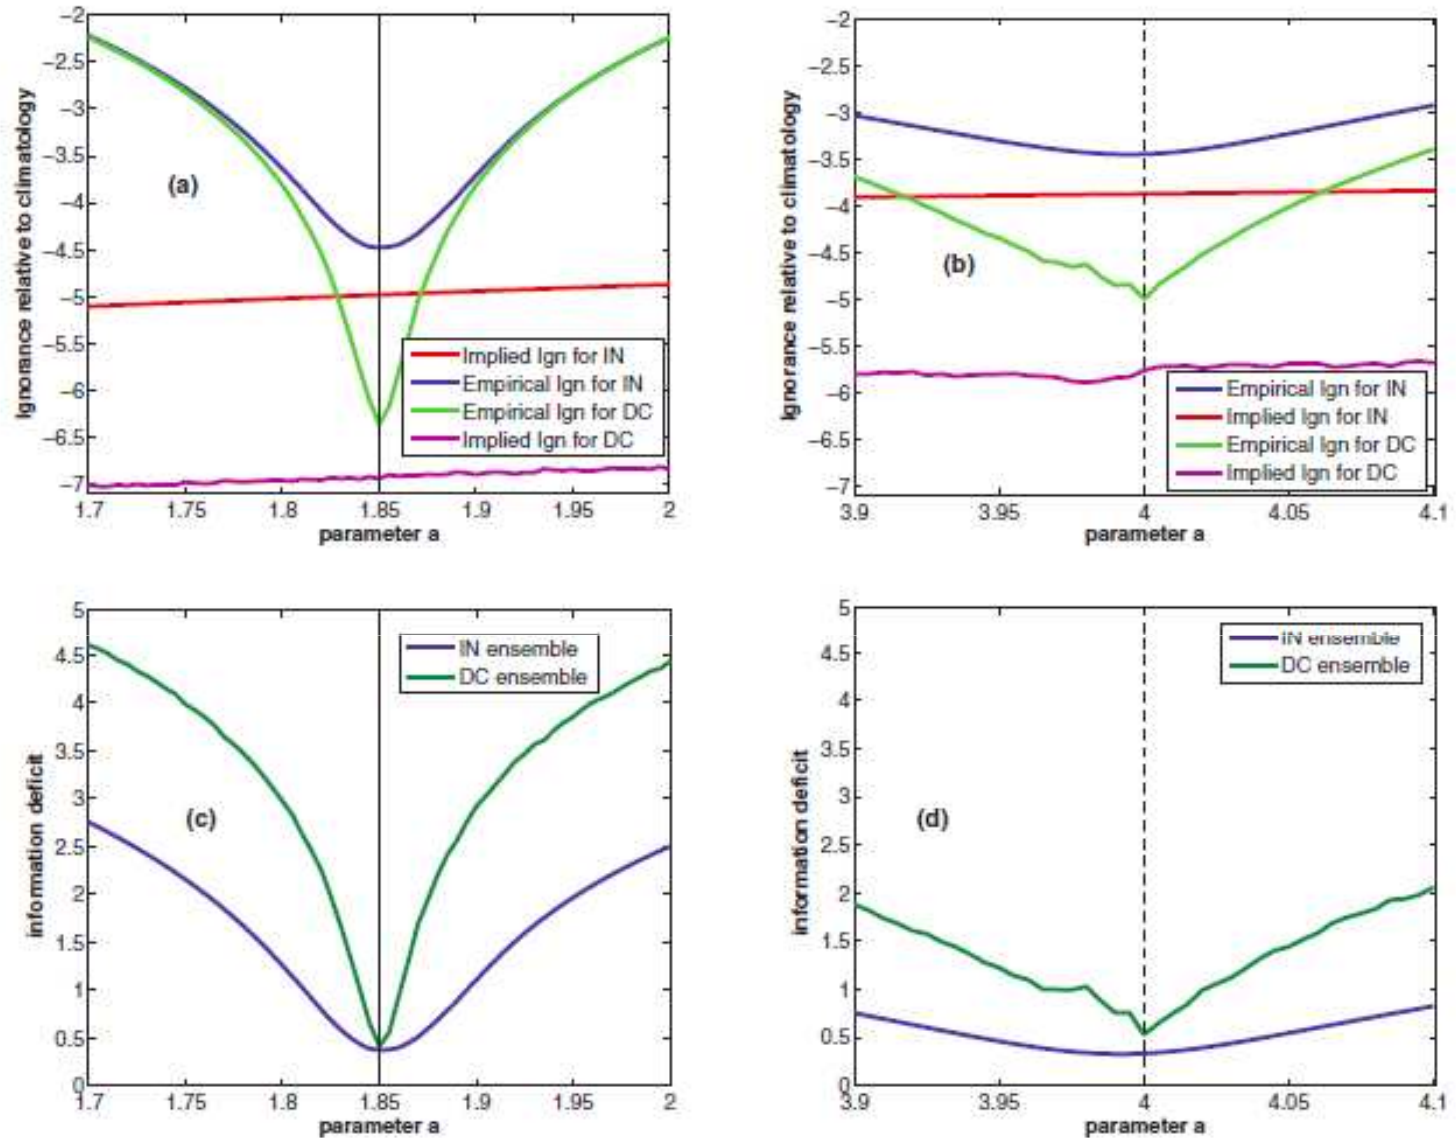 Ignorance relative to climatology
-2
-2.5
-3
-3.5
-4
-4.5
-5
-5.5
-6
-6.5
-7
(a)
Implied Ign for IN
Empirical Ign for IN
Empirical Ign for DC
Implied Ign for DC
1.7 1.75 1.8 1.85 1.9 1.95 2
parameter a
Ignorance relative to climatology
-2
-2.5
-3
-3.5
-4
-4.5
-5
-5.5
-6
-6.5
-7
(b)
Empirical Ign for IN
Implied Ign for IN
Empirical Ign for DC
Implied Ign for DC
3.9 3.95 4 4.05 4.1
parameter a
information deficit
5
4.5
4
3.5
3
2.5
2
1.5
1
0.5
0
(c)
IN ensemble
DC ensemble
1.7 1.75 1.8 1.85 1.9 1.95 2
parameter a
information deficit
5
4.5
4
3.5
3
2.5
2
1.5
1
0.5
0
(d)
IN ensemble
DC ensemble
3.9 3.95 4 4.05 4.1
parameter a